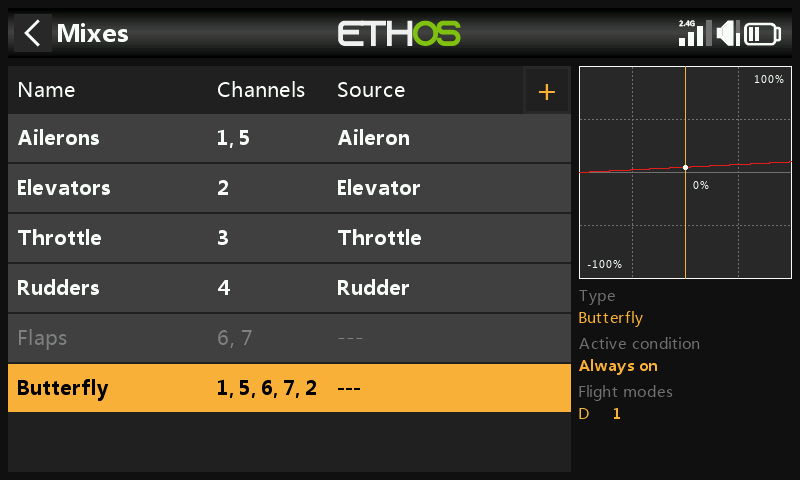 Mixes
ETHOS
2.4G
Name Channels Source +
Ailerons 1, 5 Aileron
Elevators 2 Elevator
Throttle 3 Throttle
Rudders 4 Rudder
Flaps 6, 7 ---
Butterfly 1, 5, 6, 7, 2 ---
100%
0%
-100%
Type
Butterfly
Active condition
Always on
Flight modes
D 1